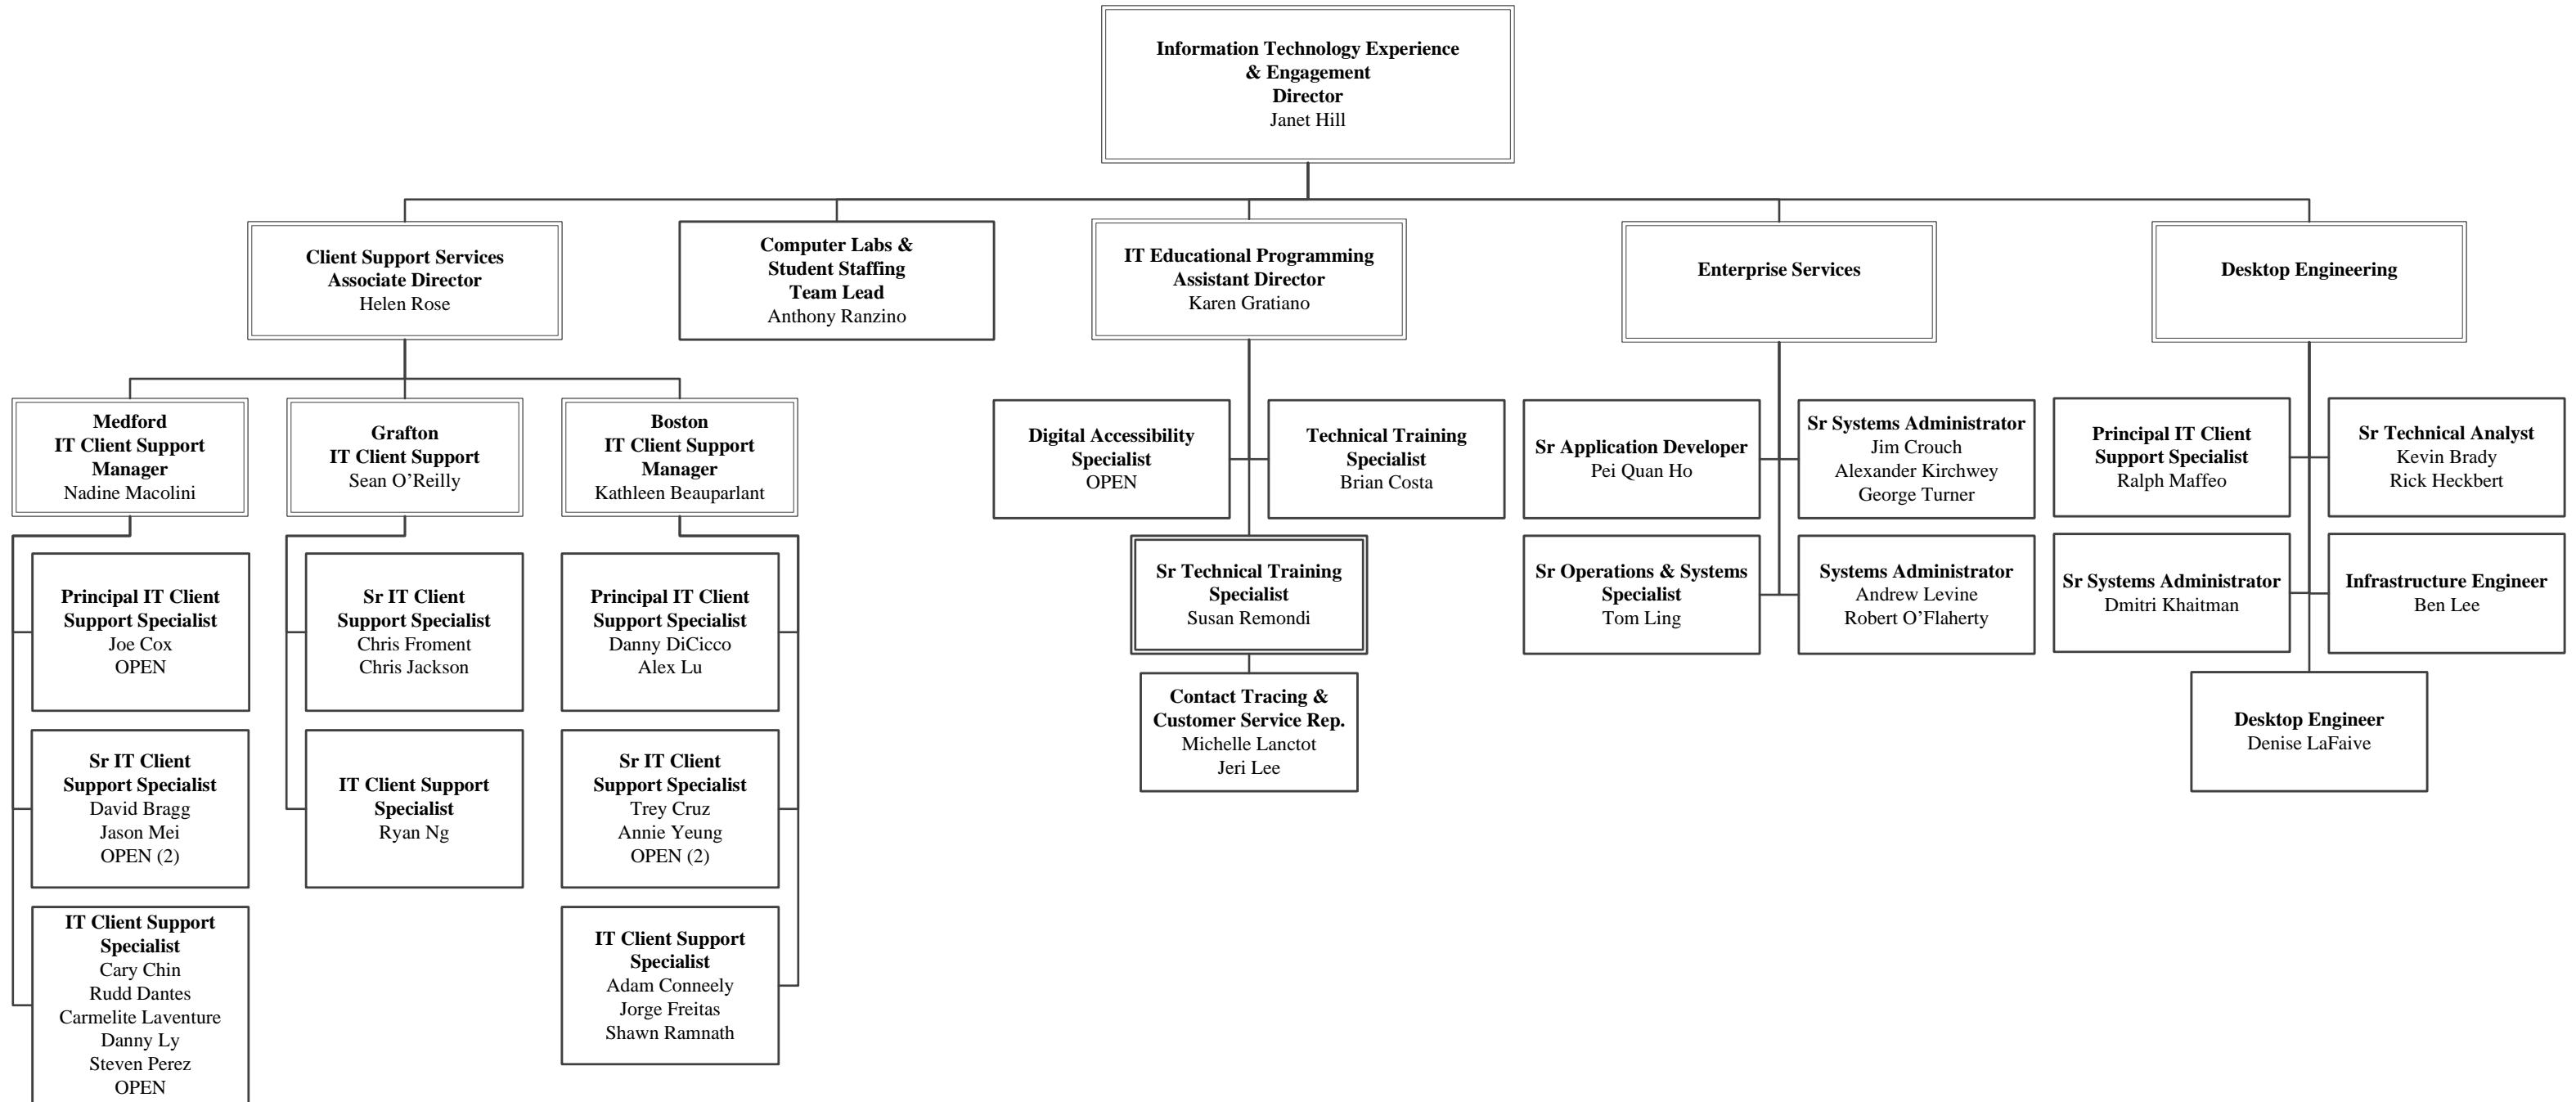 Information Technology Experience
& Engagement
Director
Janet Hill
Client Support Services
Associate Director
Helen Rose
Computer Labs &
Student Staffing
Team Lead
Anthony Ranzino
IT Educational Programming
Assistant Director
Karen Gratiano
Enterprise Services
Desktop Engineering
Medford
IT Client Support
Manager
Nadine Macolini
Grafton
IT Client Support
Sean O’Reilly
Boston
IT Client Support
Manager
Kathleen Beauparlant
Digital Accessibility
Specialist
OPEN
Technical Training
Specialist
Brian Costa
Sr Application Developer
Pei Quan Ho
Sr Systems Administrator
Jim Crouch
Alexander Kirchwey
George Turner
Principal IT Client
Support Specialist
Ralph Maffeo
Sr Technical Analyst
Kevin Brady
Rick Heckbert
Principal IT Client
Support Specialist
Joe Cox
OPEN
Sr IT Client
Support Specialist
Chris Froment
Chris Jackson
Principal IT Client
Support Specialist
Danny DiCicco
Alex Lu
Sr Technical Training
Specialist
Susan Remondi
Sr Operations & Systems
Specialist
Tom Ling
Systems Administrator
Andrew Levine
Robert O’Flaherty
Sr Systems Administrator
Dmitri Khaitman
Infrastructure Engineer
Ben Lee
Contact Tracing &
Customer Service Rep.
Michelle Lanctot
Jeri Lee
Desktop Engineer
Denise LaFaive
Sr IT Client
Support Specialist
David Bragg
Jason Mei
OPEN (2)
IT Client Support
Specialist
Ryan Ng
Sr IT Client
Support Specialist
Trey Cruz
Annie Yeung
OPEN (2)
IT Client Support
Specialist
Cary Chin
Rudd Dantes
Carmelite Laventure
Danny Ly
Steven Perez
OPEN
IT Client Support
Specialist
Adam Conneely
Jorge Freitas
Shawn Ramnath